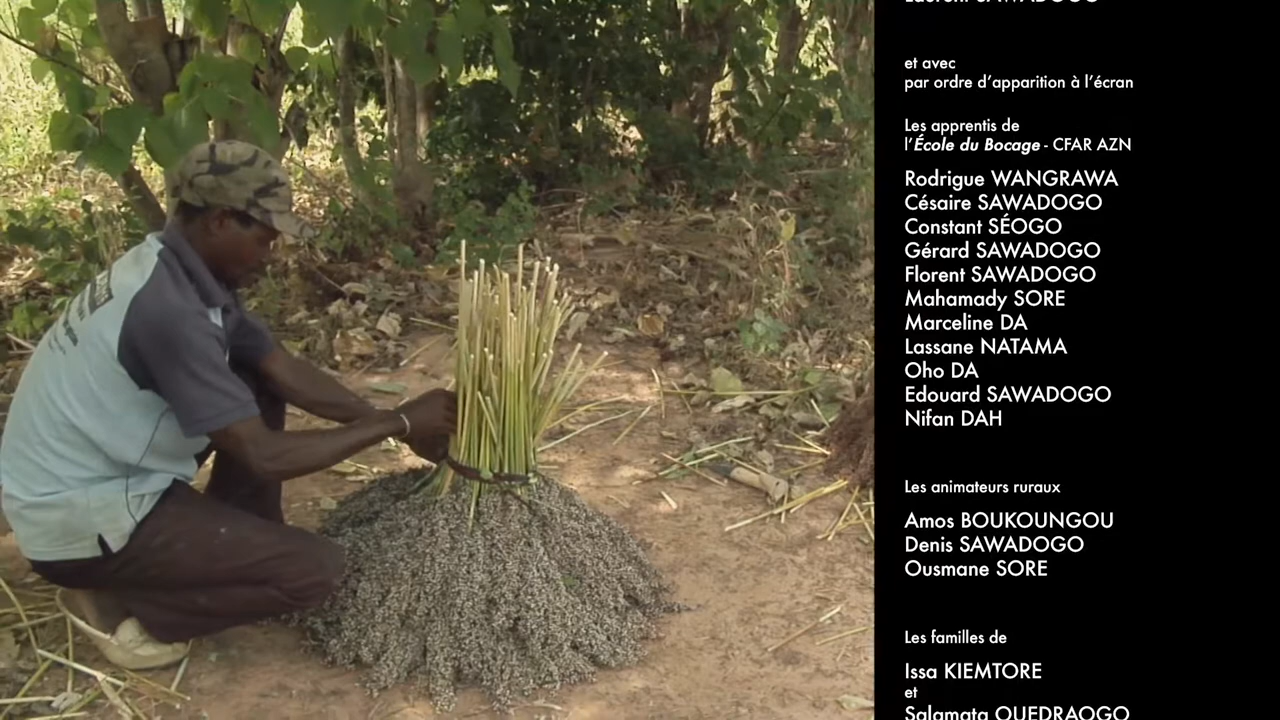 et avec
par ordre d'apparition à l'écran
Les apprentis de
l'École du Bocage - CFAR AZN
Rodrigue WANGRAWA
Césaire SAWADOGO
Constant SÉOGO
Gérard SAWADOGO
Florent SAWADOGO
Mahamady SORE
Marceline DA
Lassane NATAMA
Oho DA
Edouard SAWADOGO
Nifan DAH
Les animateurs ruraux
Amos BOUKOUNGOU
Denis SAWADOGO
Ousmane SORE
Les familles de
Issa KIEMTORE
et
Salamata OUEDRAOGO